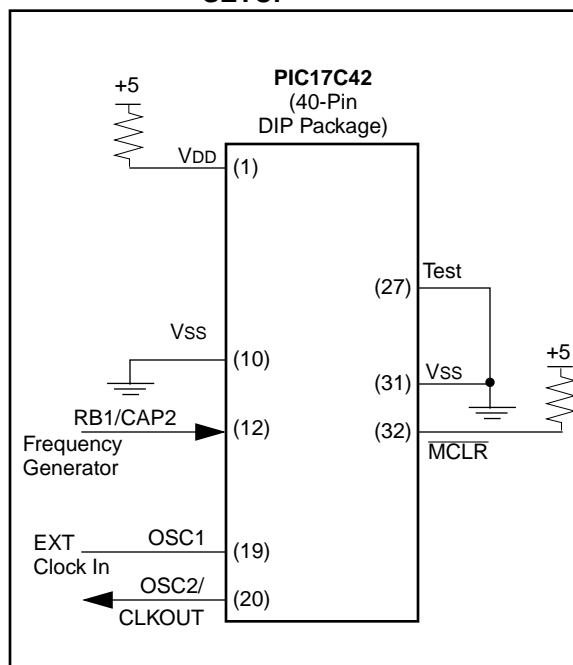 PIC17C42
(40-Pin
DIP Package)
+5
VDD
(1)
(27)
Test
VSS
(10)
(31)
VSS
+5
RB1/CAP2
(12)
Frequency
Generator
(32)
MCLR
EXT
Clock In
OSC1
(19)
OSC2/
CLKOUT
(20)